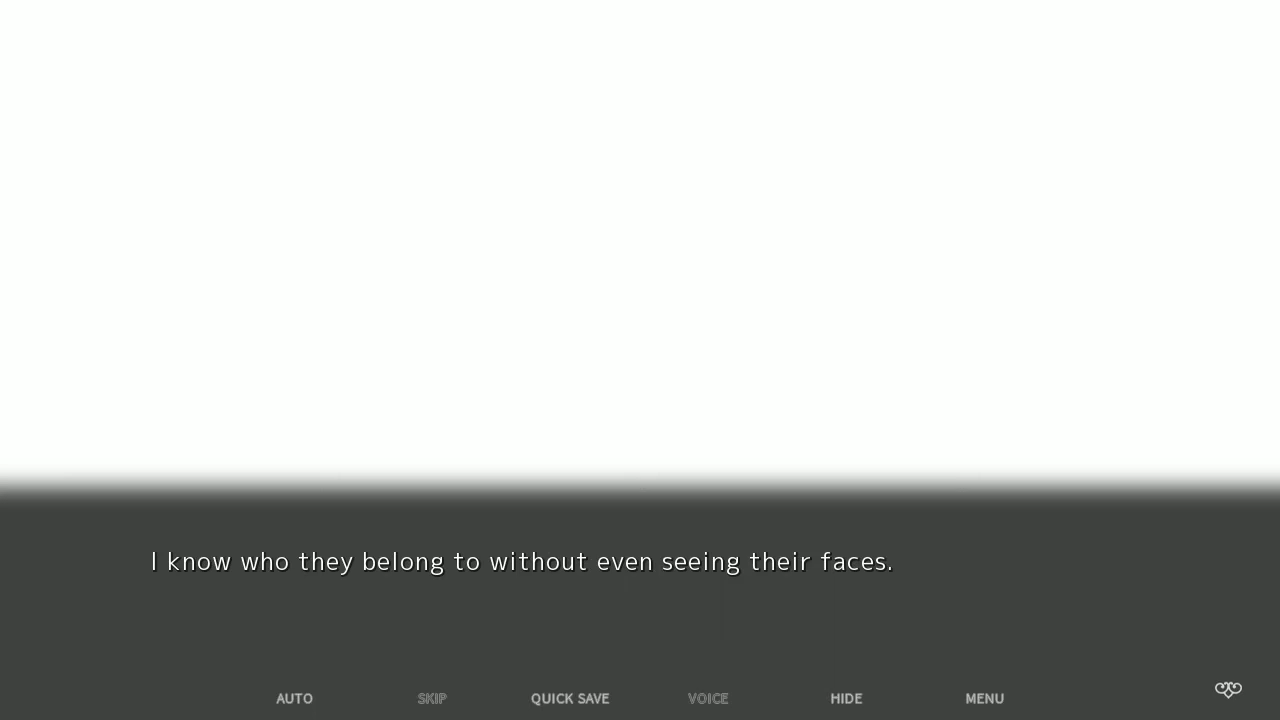 I know who they belong to without even seeing their faces.
AUTO SKIP QUICK SAVE VOICE HIDE MENU